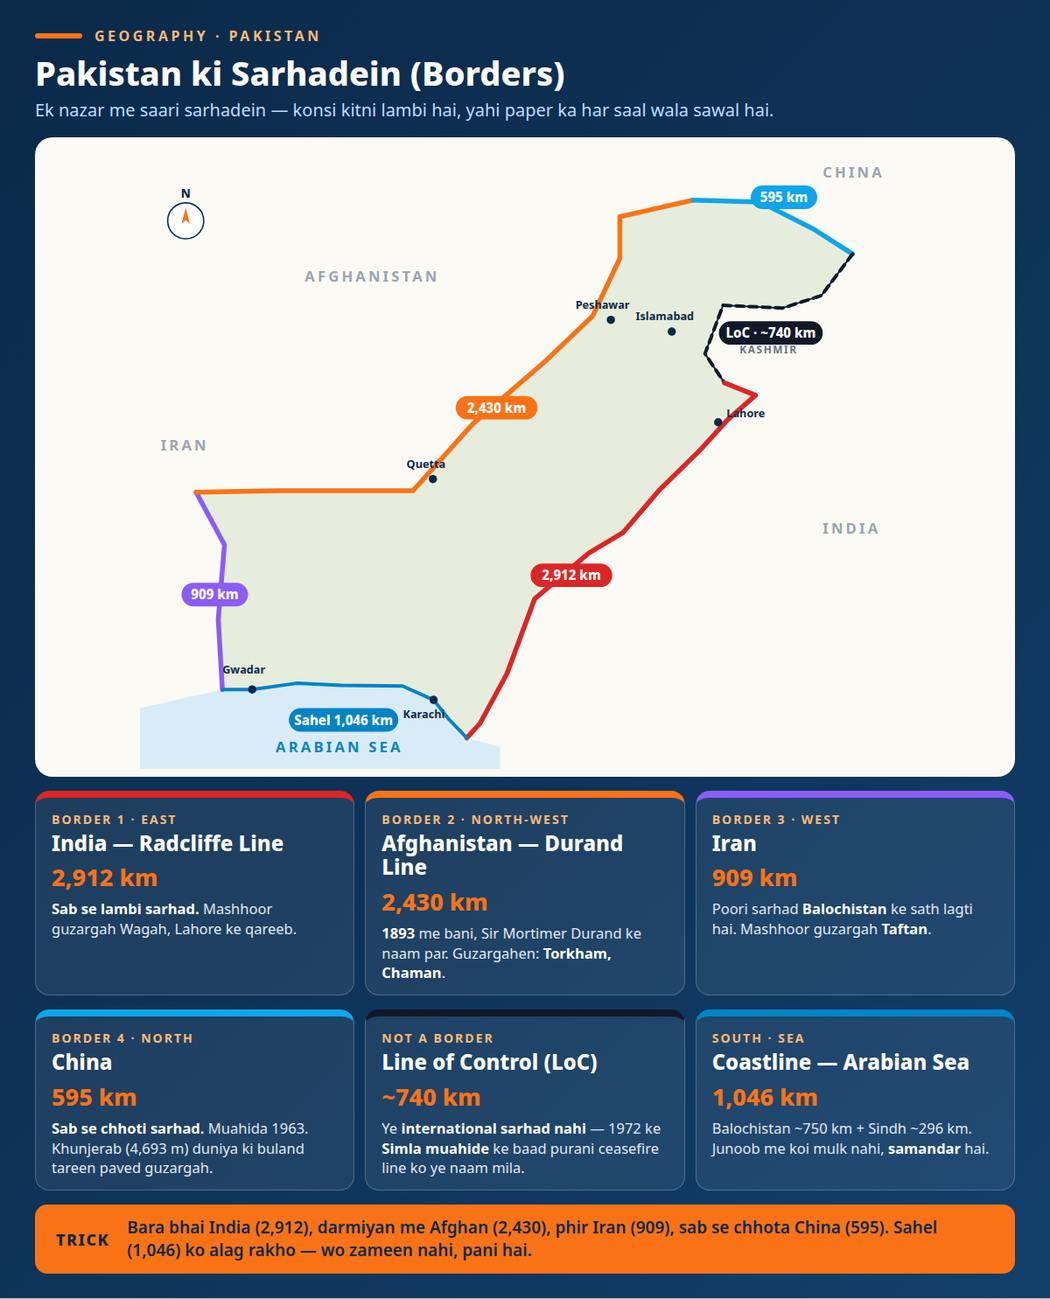 GEOGRAPHY · PAKISTAN
Pakistan ki Sarhadein (Borders)
Ek nazar me saari sarhadein — konsi kitni lambi hai, yahi paper ka har saal wala sawal hai.
CHINA
595 km
N
AFGHANISTAN
Peshawar
Islamabad
LoC · ~740 km
KASHMIR
2,430 km
Lahore
IRAN
Quetta
INDIA
2,912 km
909 km
Gwadar
Karachi
Sahel 1,046 km
ARABIAN SEA
BORDER 1 · EAST
India — Radcliffe Line
2,912 km
Sab se lambi sarhad. Mashhoor
guzargah Wagah, Lahore ke qareeb.
BORDER 2 · NORTH-WEST
Afghanistan — Durand
Line
2,430 km
1893 me bani, Sir Mortimer Durand ke
naam par. Guzargahen: Torkham,
Chaman.
BORDER 3 · WEST
Iran
909 km
Poori sarhad Balochistan ke sath lagti
hai. Mashhoor guzargah Taftan.
BORDER 4 · NORTH
China
595 km
Sab se chhoti sarhad. Muahida 1963.
Khunjerab (4,693 m) duniya ki buland
tareen paved guzargah.
NOT A BORDER
Line of Control (LoC)
~740 km
Ye international sarhad nahi — 1972 ke
Simla muahide ke baad purani ceasefire
line ko ye naam mila.
SOUTH · SEA
Coastline — Arabian Sea
1,046 km
Balochistan ~750 km + Sindh ~296 km.
Junoob me koi mulk nahi, samandar hai.
TRICK
Bara bhai India (2,912), darmiyan me Afghan (2,430), phir Iran (909), sab se chhota China (595). Sahel
(1,046) ko alag rakho — wo zameen nahi, pani hai.